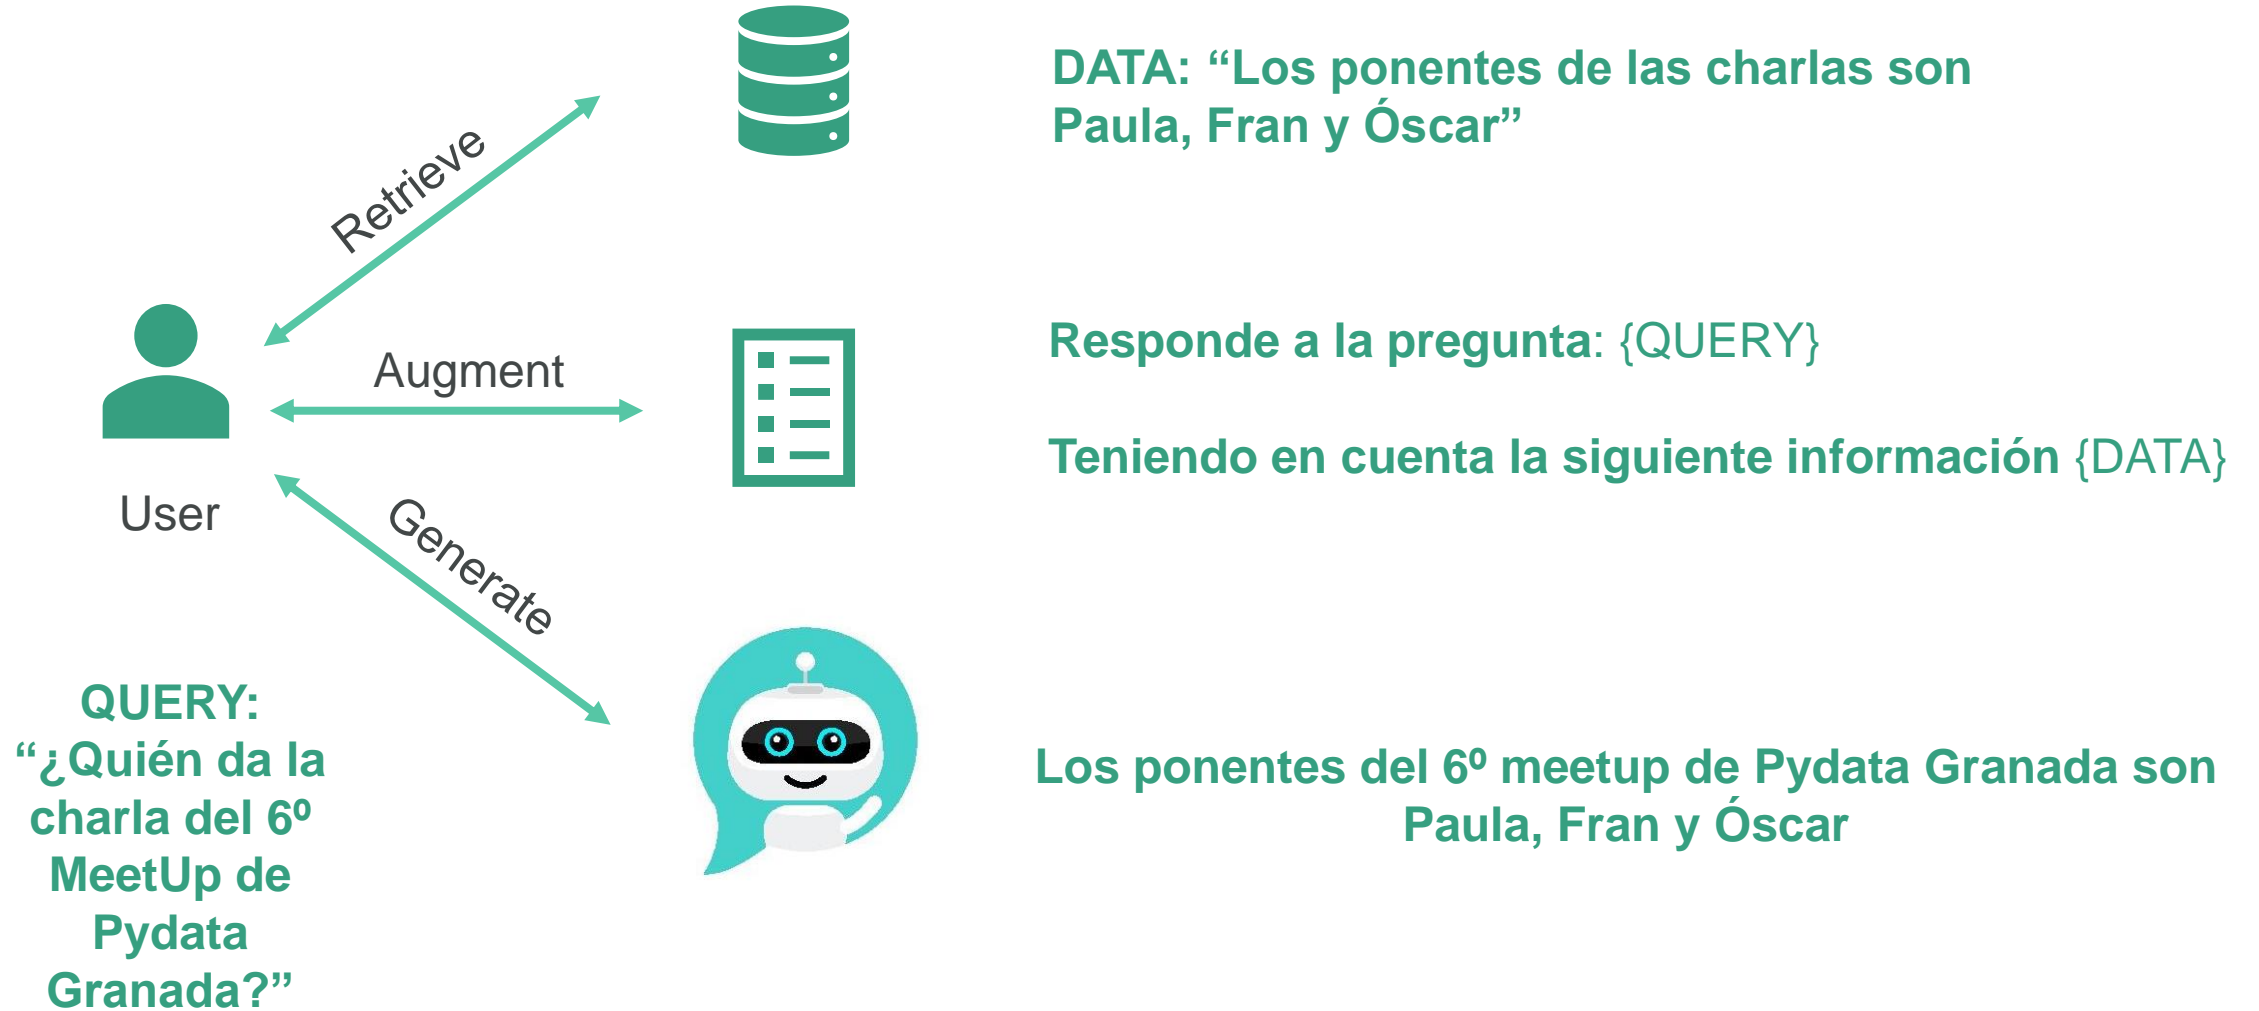 DATA: “Los ponentes de las charlas son
Paula, Fran y Óscar”
Retrieve
Responde a la pregunta: {QUERY}
Augment
Teniendo en cuenta la siguiente información {DATA}
User
Generate
QUERY:
“¿Quién da la
charla del 6º
MeetUp de
Pydata
Granada?”
Los ponentes del 6º meetup de Pydata Granada son
Paula, Fran y Óscar